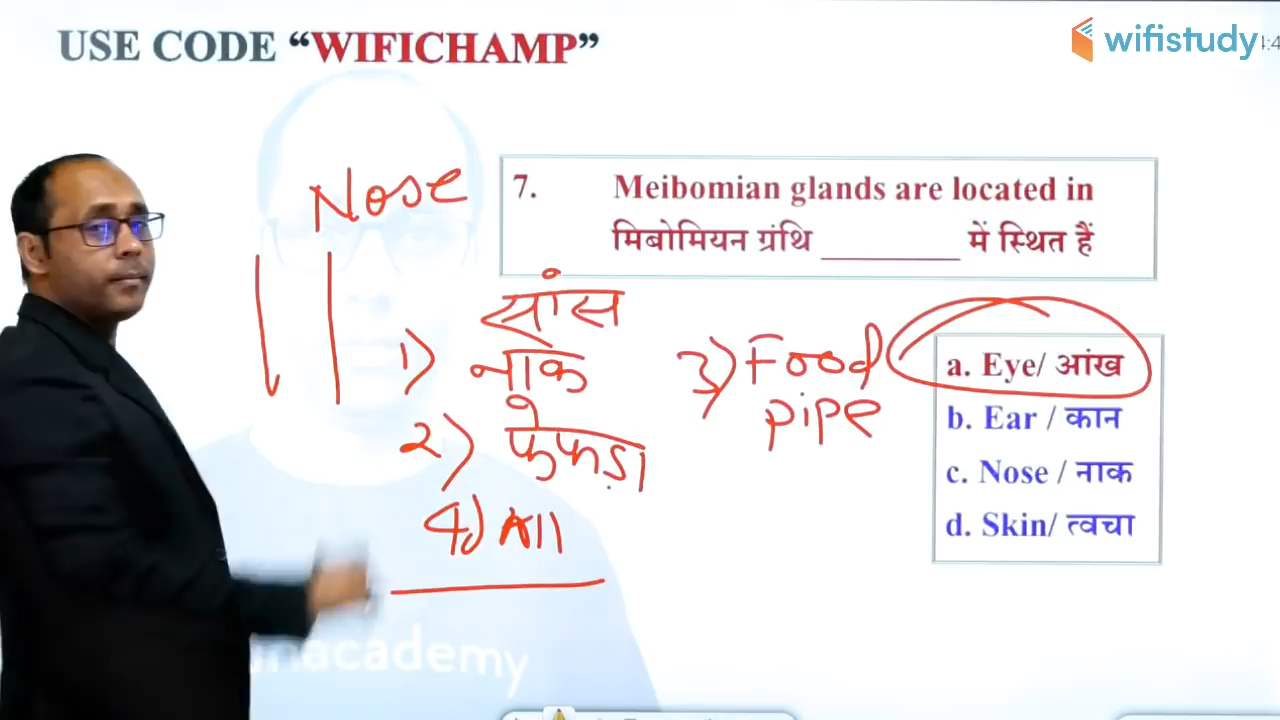 USE CODE “WIFICHAMP”
wifistudy
7. Meibomian glands are located in
मिबोमियन ग्रंथि __________ में स्थित हैं
Nose
सांस
1) नाक
2) फेफड़ा
3) Food
pipe
4) All
a. Eye/ आंख
b. Ear / कान
c. Nose / नाक
d. Skin/ त्वचा